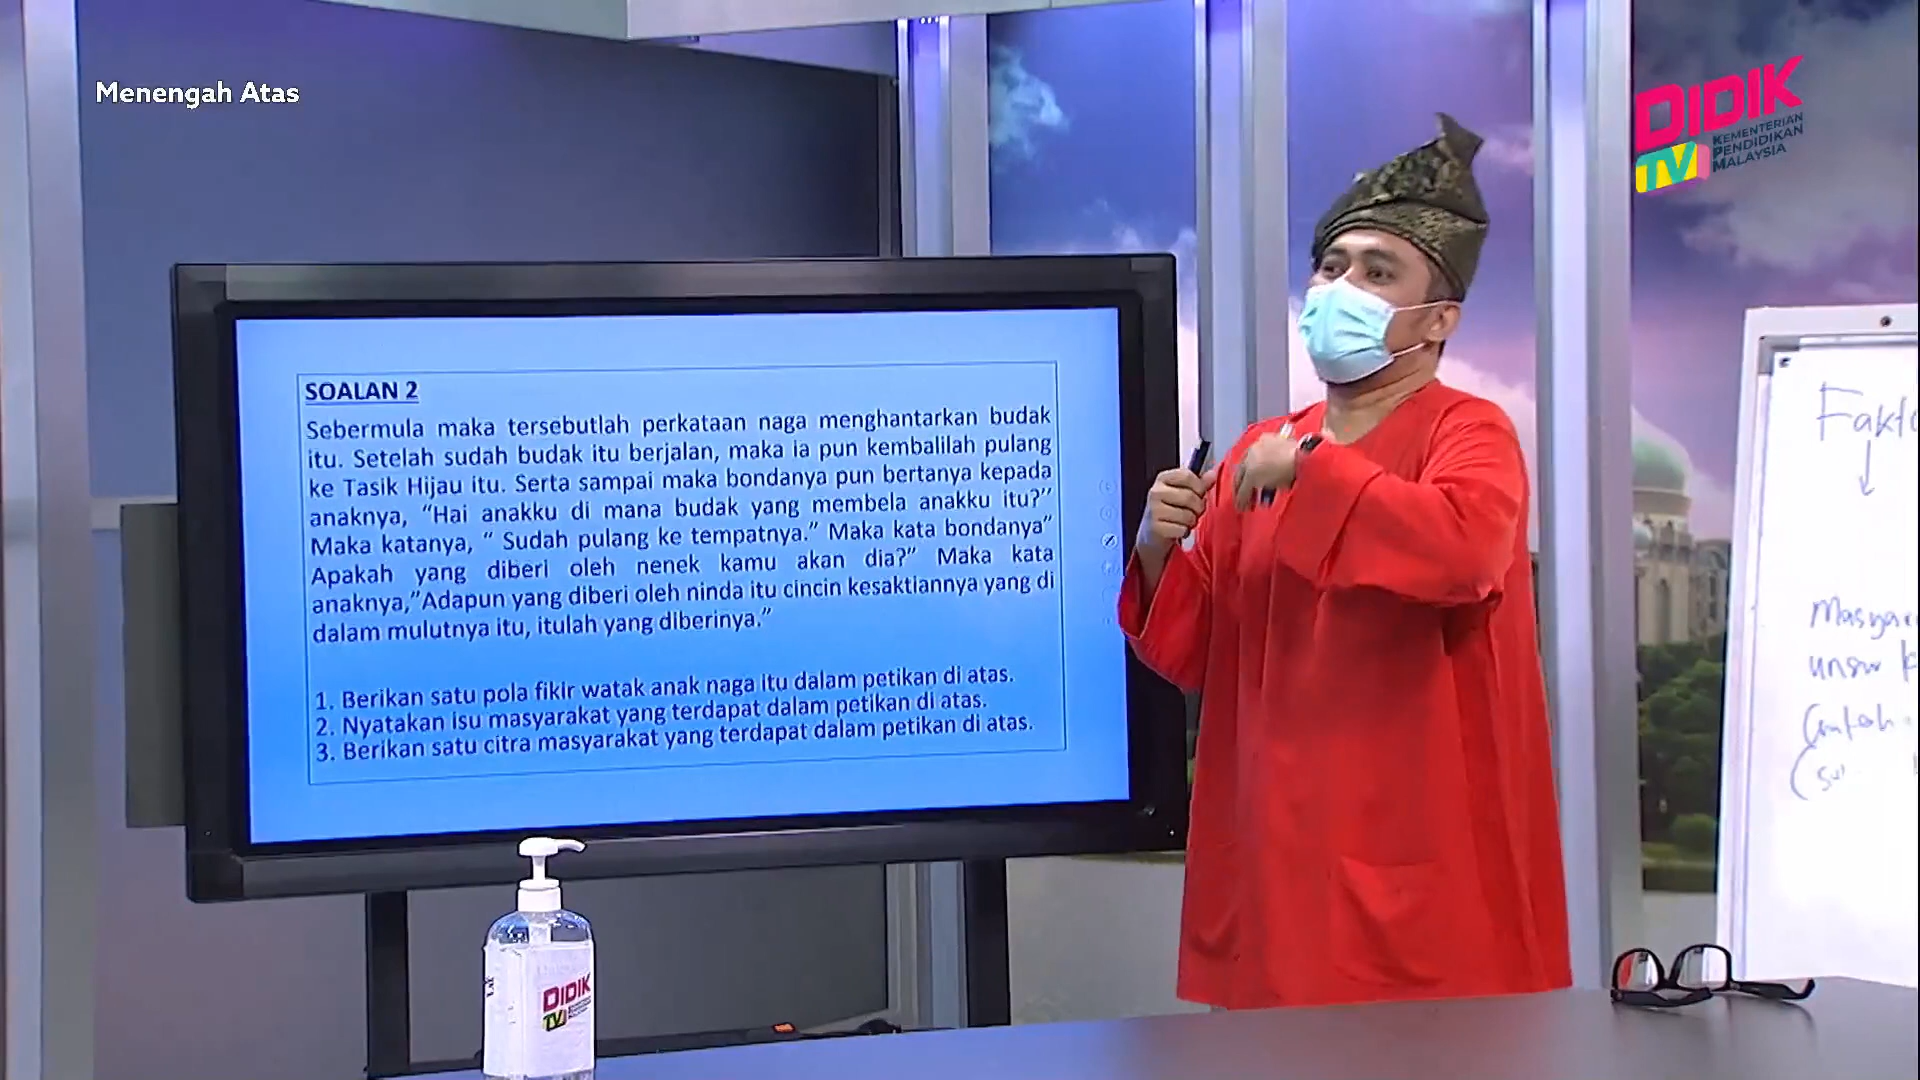 Menengah Atas
DIDIK
TV
KEMENTERIAN
PENDIDIKAN
MALAYSIA
SOALAN 2
Sebermula maka tersebutlah perkataan naga menghantarkan budak
itu. Setelah sudah budak itu berjalan, maka ia pun kembalilah pulang
ke Tasik Hijau itu. Serta sampai maka bondanya pun bertanya kepada
anaknya, “Hai anakku di mana budak yang membela anakku itu?’’
Maka katanya, “ Sudah pulang ke tempatnya.” Maka kata bondanya”
Apakah yang diberi oleh nenek kamu akan dia?” Maka kata
anaknya,”Adapun yang diberi oleh ninda itu cincin kesaktiannya yang di
dalam mulutnya itu, itulah yang diberinya.”
1. Berikan satu pola fikir watak anak naga itu dalam petikan di atas.
2. Nyatakan isu masyarakat yang terdapat dalam petikan di atas.
3. Berikan satu citra masyarakat yang terdapat dalam petikan di atas.
unsur
DIDIK
TV